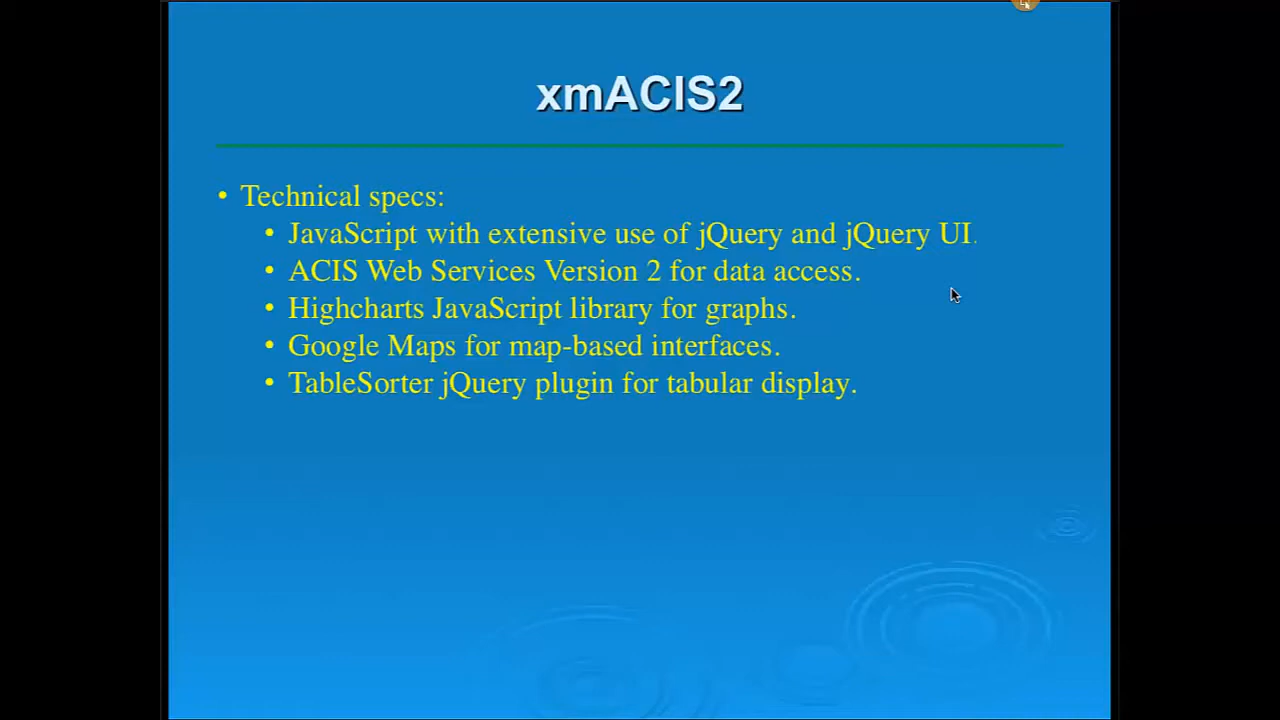 xmACIS2
• Technical specs:
• JavaScript with extensive use of jQuery and jQuery UI.
• ACIS Web Services Version 2 for data access.
• Highcharts JavaScript library for graphs.
• Google Maps for map-based interfaces.
• TableSorter jQuery plugin for tabular display.